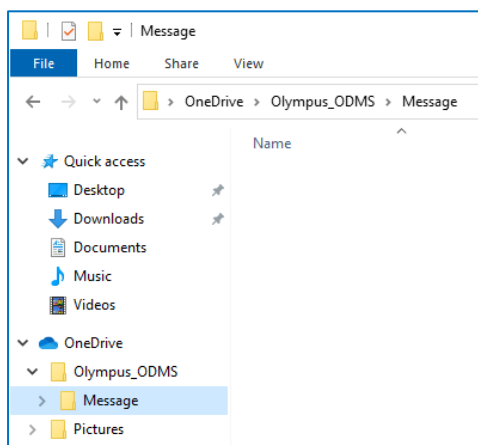 Message
File Home Share View
OneDrive > Olympus_ODMS > Message
Name
Quick access
Desktop
Downloads
Documents
Music
Videos
OneDrive
Olympus_ODMS
Message
Pictures